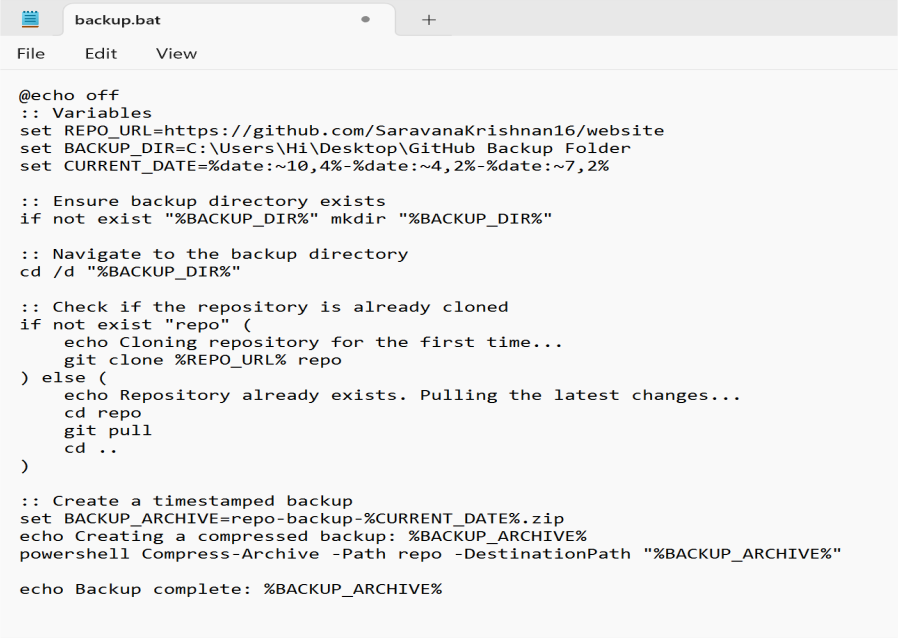 backup.bat
File Edit View
@echo off
:: Variables
set REPO_URL=https://github.com/SaravanaKrishnan16/website
set BACKUP_DIR=C:\Users\Hi\Desktop\GitHub Backup Folder
set CURRENT_DATE=%date:~10,4%-%date:~4,2%-%date:~7,2%

:: Ensure backup directory exists
if not exist "%BACKUP_DIR%" mkdir "%BACKUP_DIR%"

:: Navigate to the backup directory
cd /d "%BACKUP_DIR%"

:: Check if the repository is already cloned
if not exist "repo" (
    echo Cloning repository for the first time...
    git clone %REPO_URL% repo
) else (
    echo Repository already exists. Pulling the latest changes...
    cd repo
    git pull
    cd ..
)

:: Create a timestamped backup
set BACKUP_ARCHIVE=repo-backup-%CURRENT_DATE%.zip
echo Creating a compressed backup: %BACKUP_ARCHIVE%
powershell Compress-Archive -Path repo -DestinationPath "%BACKUP_ARCHIVE%"

echo Backup complete: %BACKUP_ARCHIVE%